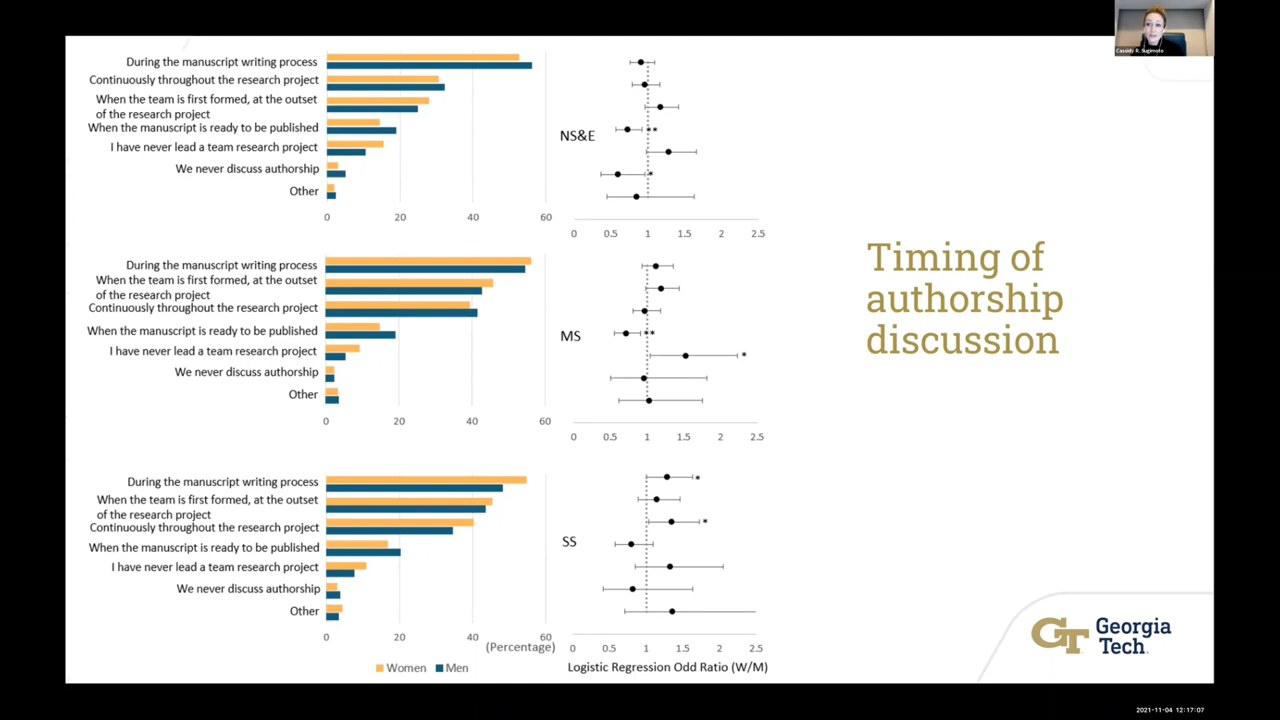 Cassidy R. Sugimoto
During the manuscript writing process
Continuously throughout the research project
When the team is first formed, at the outset
of the research project
When the manuscript is ready to be published
I have never lead a team research project
We never discuss authorship
Other
0 20 40 60
NS&E
**
*
0 0.5 1 1.5 2 2.5
During the manuscript writing process
When the team is first formed, at the outset
of the research project
Continuously throughout the research project
When the manuscript is ready to be published
I have never lead a team research project
We never discuss authorship
Other
0 20 40 60
MS
**
*
0 0.5 1 1.5 2 2.5
During the manuscript writing process
When the team is first formed, at the outset
of the research project
Continuously throughout the research project
When the manuscript is ready to be published
I have never lead a team research project
We never discuss authorship
Other
0 20 40 60
(Percentage)
Women Men
SS
*
*
0 0.5 1 1.5 2 2.5
Logistic Regression Odd Ratio (W/M)
Timing of
authorship
discussion
GT Georgia
Tech
2021-11-04 12:17:07